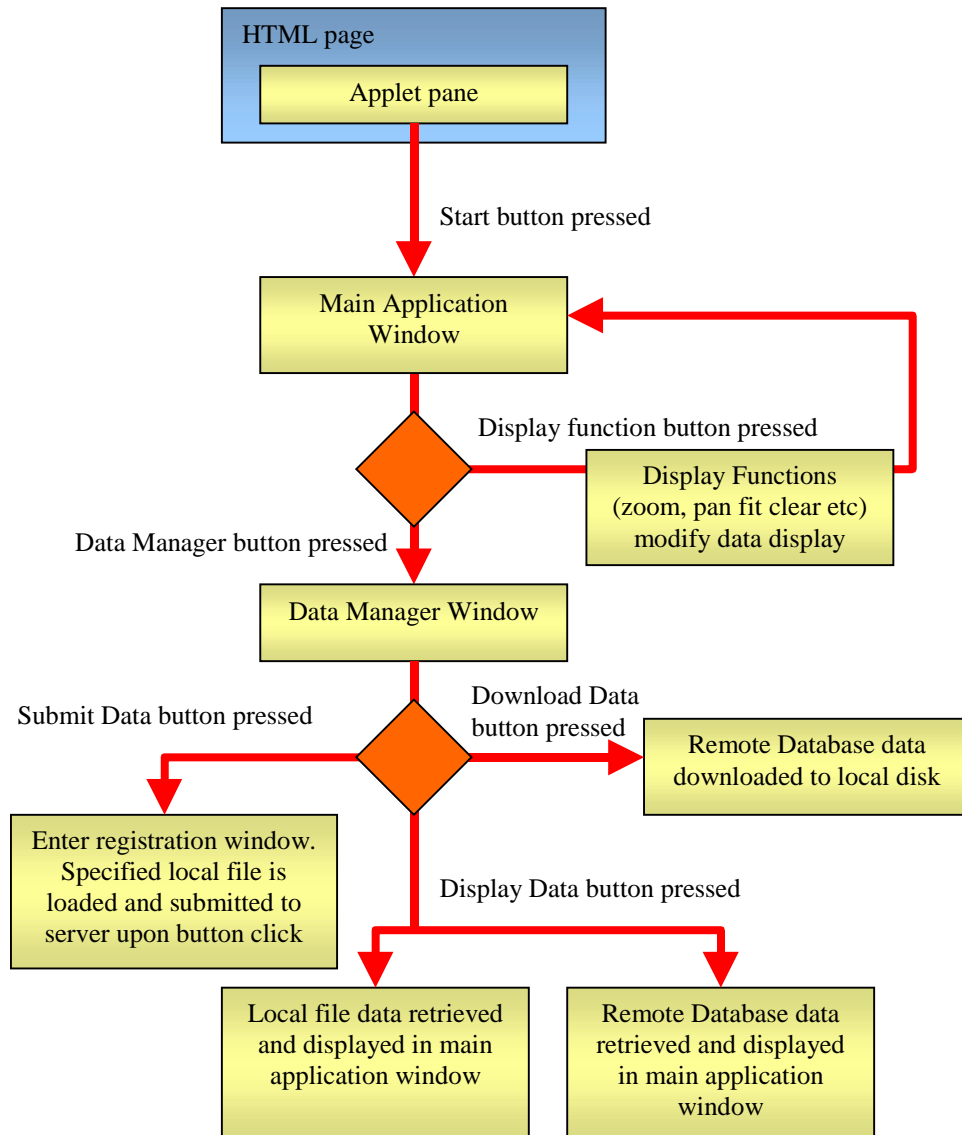 HTML page
Applet pane
Start button pressed
Main Application
Window
Display function button pressed
Display Functions
(zoom, pan fit clear etc)
modify data display
Data Manager button pressed
Data Manager Window
Submit Data button pressed
Download Data
button pressed
Remote Database data
downloaded to local disk
Enter registration window.
Specified local file is
loaded and submitted to
server upon button click
Display Data button pressed
Local file data retrieved
and displayed in main
application window
Remote Database data
retrieved and displayed
in main application
window